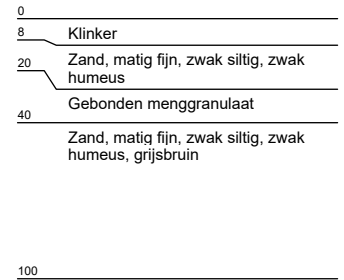 0
8
Klinker
20
Zand, matig fijn, zwak siltig, zwak
humeus
Gebonden menggranulaat
40
Zand, matig fijn, zwak siltig, zwak
humeus, grijsbruin
100